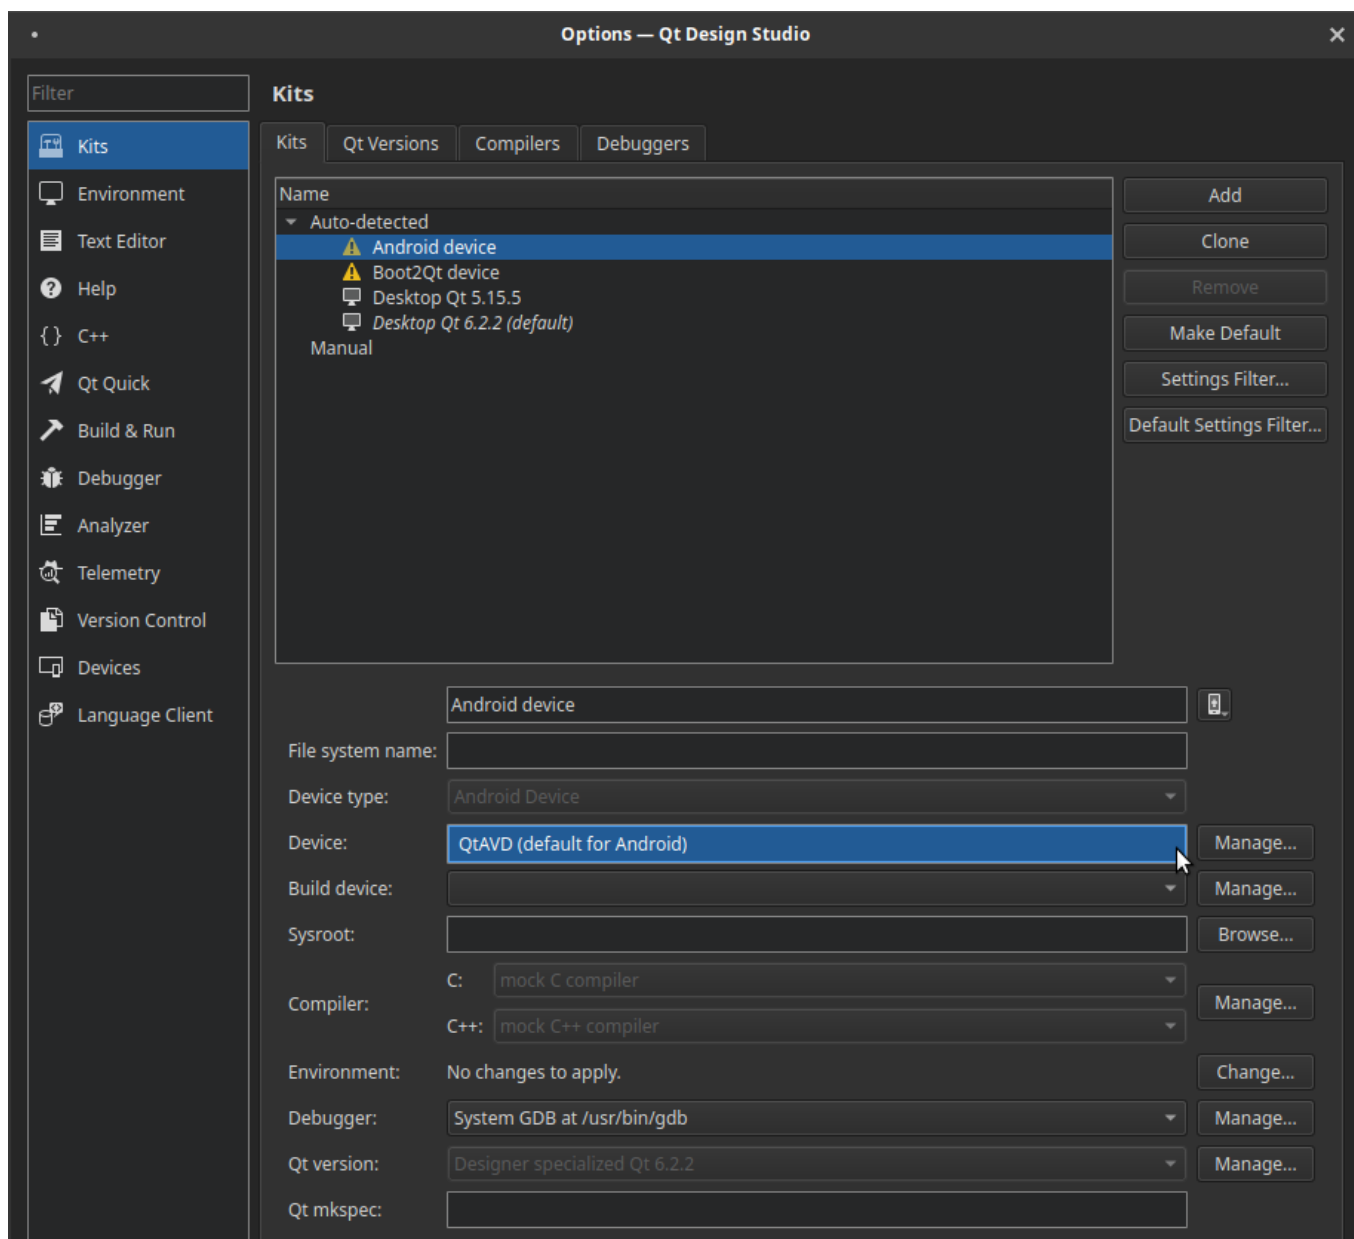 Options — Qt Design Studio
Filter
Kits
Environment
Text Editor
Help
C++
Qt Quick
Build & Run
Debugger
Analyzer
Telemetry
Version Control
Devices
Language Client
Kits
Kits Qt Versions Compilers Debuggers
Name
Auto-detected
Android device
Boot2Qt device
Desktop Qt 5.15.5
Desktop Qt 6.2.2 (default)
Manual
Add
Clone
Remove
Make Default
Settings Filter...
Default Settings Filter...
Android device
File system name:
Device type: Android Device
Device: QtAVD (default for Android) Manage...
Build device: Manage...
Sysroot: Browse...
Compiler: C: mock C compiler Manage...
C++: mock C++ compiler
Environment: No changes to apply. Change...
Debugger: System GDB at /usr/bin/gdb Manage...
Qt version: Designer specialized Qt 6.2.2 Manage...
Qt mkspec: